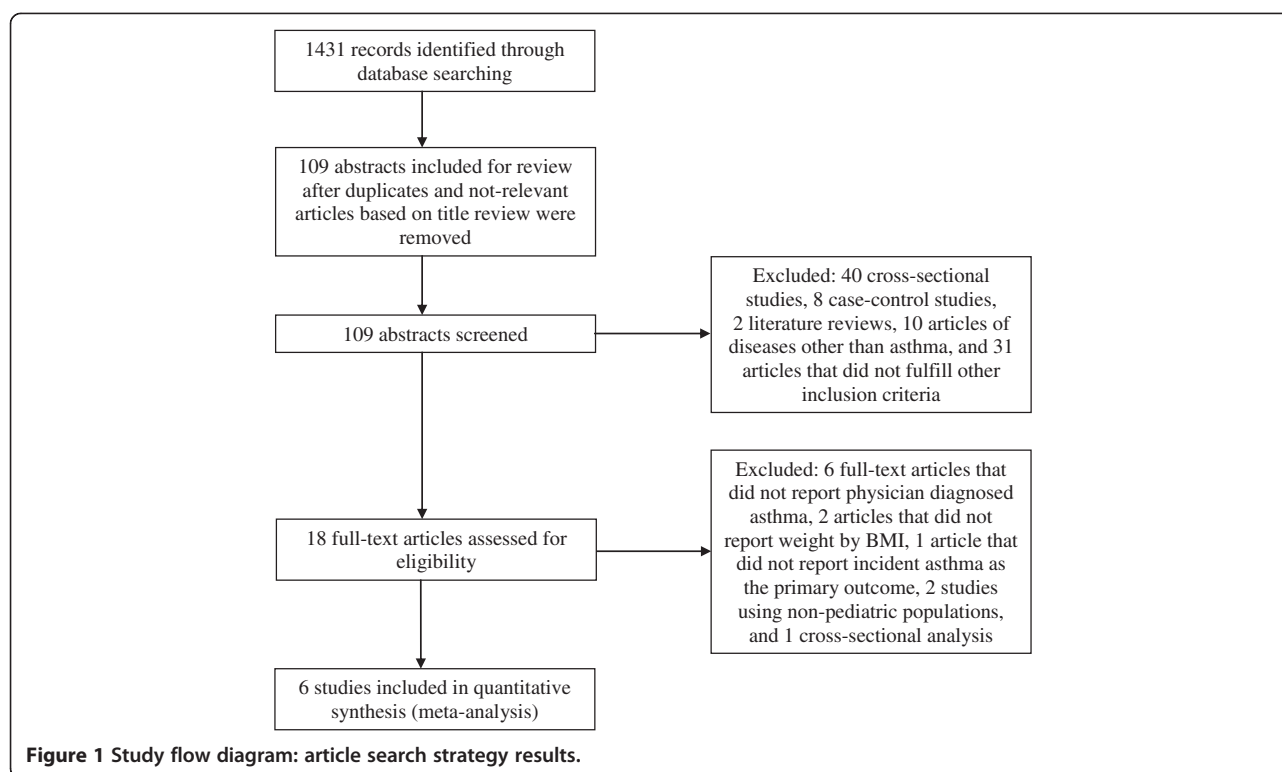 1431 records identified through
database searching
109 abstracts included for review
after duplicates and not-relevant
articles based on title review were
removed
109 abstracts screened
Excluded: 40 cross-sectional
studies, 8 case-control studies,
2 literature reviews, 10 articles of
diseases other than asthma, and 31
articles that did not fulfill other
inclusion criteria
18 full-text articles assessed for
eligibility
Excluded: 6 full-text articles that
did not report physician diagnosed
asthma, 2 articles that did not
report weight by BMI, 1 article that
did not report incident asthma as
the primary outcome, 2 studies
using non-pediatric populations,
and 1 cross-sectional analysis
6 studies included in quantitative
synthesis (meta-analysis)
Figure 1 Study flow diagram: article search strategy results.